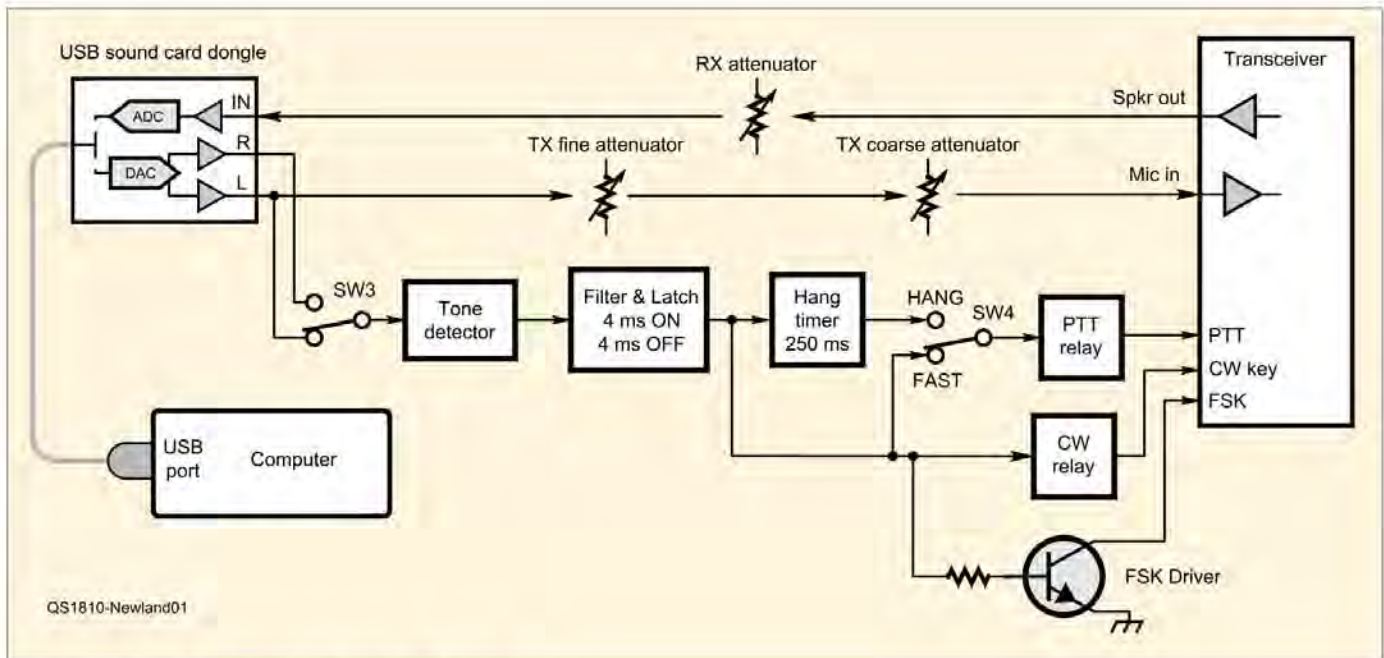 USB sound card dongle
ADC
IN
DAC
R
L
RX attenuator
TX fine attenuator
TX coarse attenuator
Transceiver
Spkr out
Mic in
SW3
Tone
detector
Filter & Latch
4 ms ON
4 ms OFF
Hang
timer
250 ms
HANG
SW4
FAST
PTT
relay
PTT
CW key
FSK
USB
port
Computer
CW
relay
FSK Driver
QS1810-Newland01